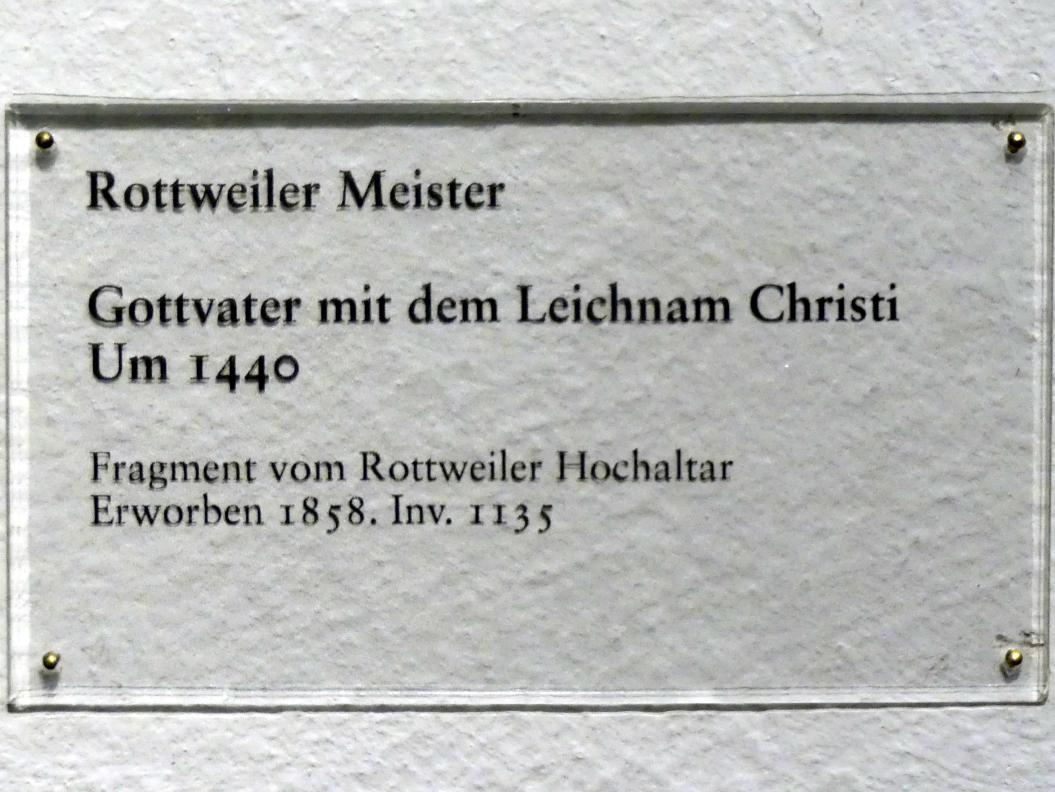 Rottweiler Meister
Gottvater mit dem Leichnam Christi
Um 1440
Fragment vom Rottweiler Hochaltar
Erworben 1858. Inv. 1135